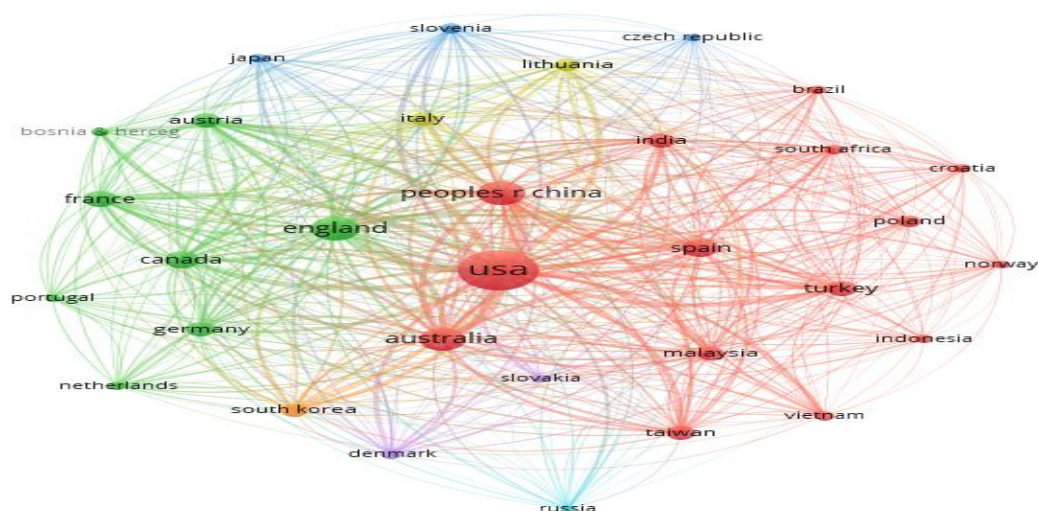 slovenia
czech republic
japan
lithuania
brazil
austria
italy
bosnia & herceg
india
south africa
croatia
peoples r china
france
england
poland
spain
canada
usa
norway
turkey
portugal
germany
australia
indonesia
malaysia
slovakia
netherlands
south korea
vietnam
taiwan
denmark
russia